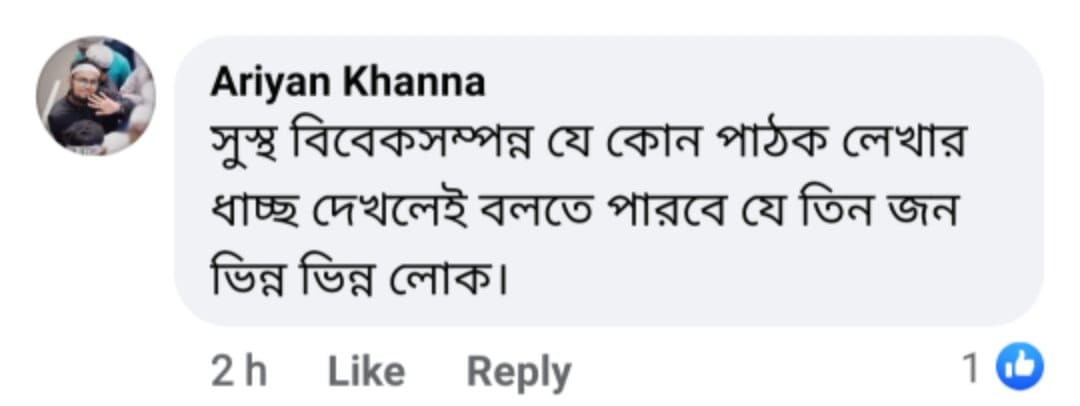 Ariyan Khanna
সুস্থ বিবেকসম্পন্ন যে কোন পাঠক লেখার
ধাচ্ছ দেখলেই বলতে পারবে যে তিন জন
ভিন্ন ভিন্ন লোক।
2 h Like Reply 1